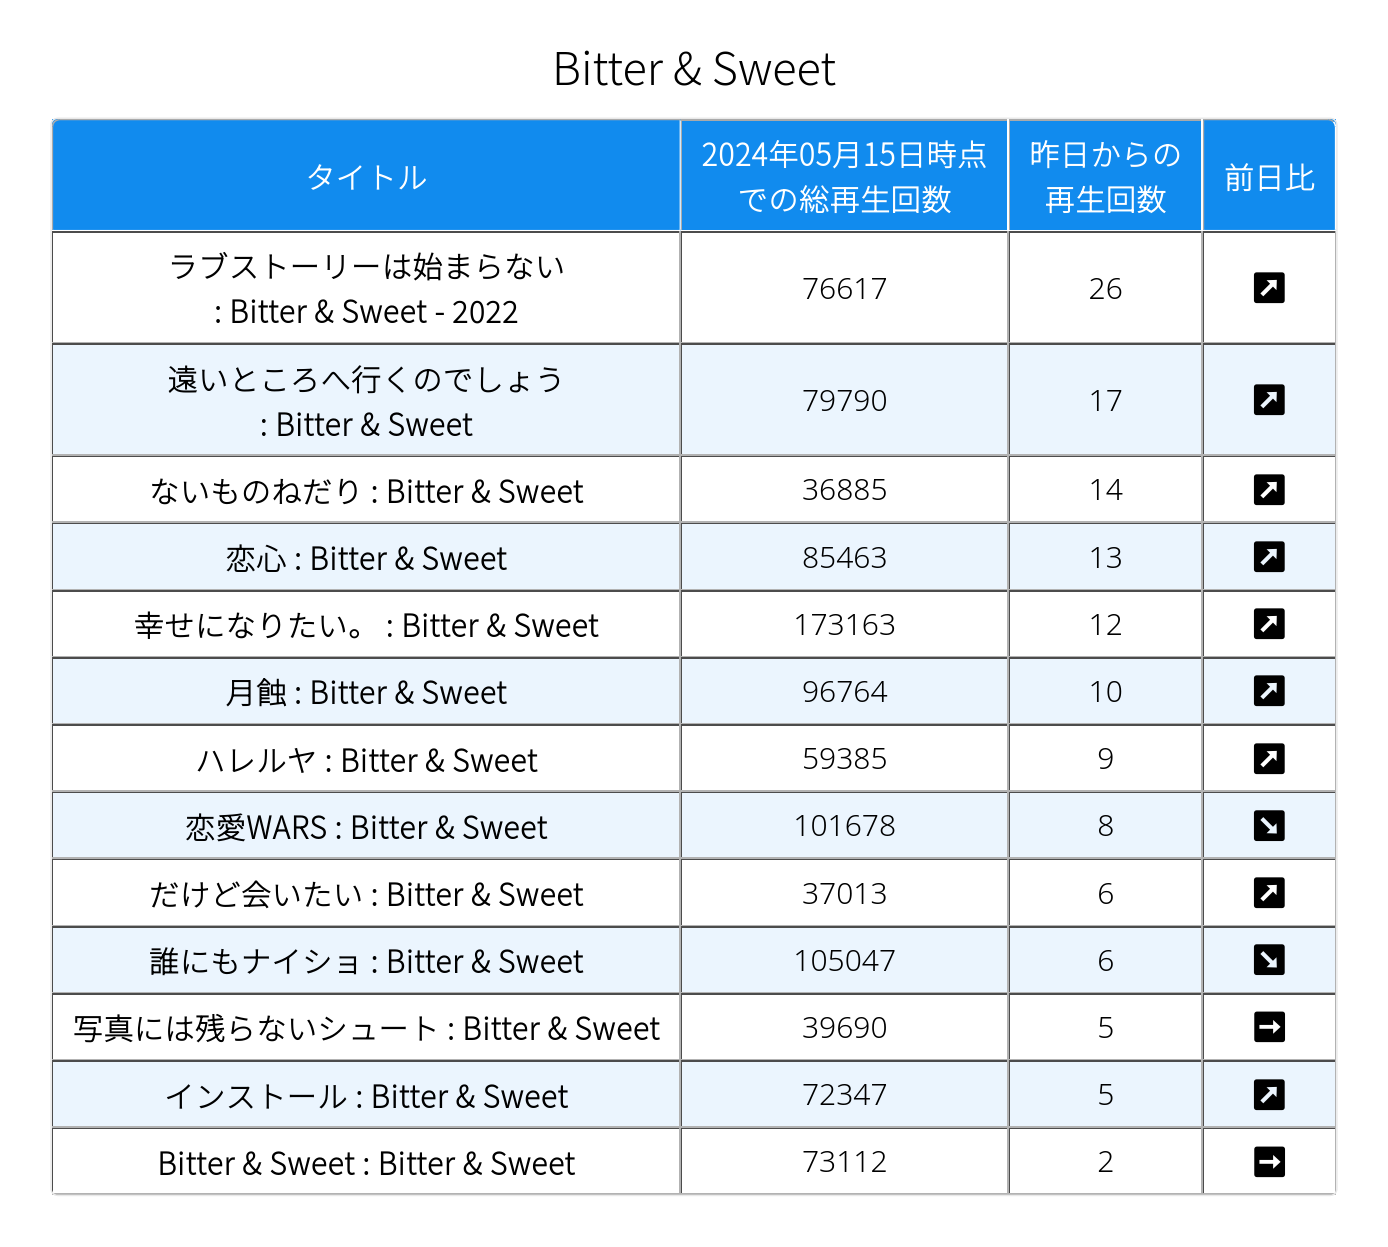 Bitter & Sweet
タイトル
2024年05月15日時点
での総再生回数
昨日からの
再生回数
前日比
ラブストーリーは始まらない
: Bitter & Sweet - 2022
76617
26
遠いところへ行くのでしょう
: Bitter & Sweet
79790
17
ないものねだり : Bitter & Sweet
36885
14
恋心 : Bitter & Sweet
85463
13
幸せになりたい。 : Bitter & Sweet
173163
12
月蝕 : Bitter & Sweet
96764
10
ハレルヤ : Bitter & Sweet
59385
9
恋愛WARS : Bitter & Sweet
101678
8
だけど会いたい : Bitter & Sweet
37013
6
誰にもナイショ : Bitter & Sweet
105047
6
写真には残らないシュート : Bitter & Sweet
39690
5
インストール : Bitter & Sweet
72347
5
Bitter & Sweet : Bitter & Sweet
73112
2